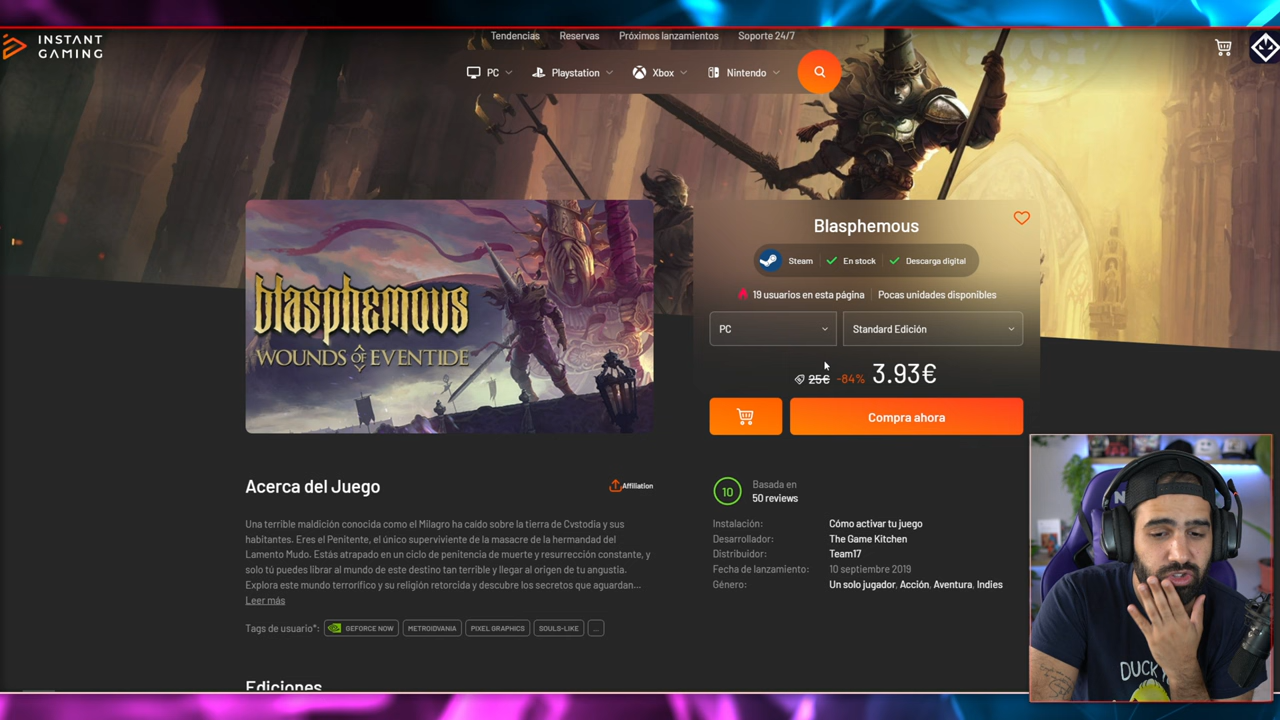 INSTANT
GAMING
Tendencias Reservas Próximos lanzamientos Soporte 24/7
PC Playstation Xbox Nintendo
blasphemous
WOUNDS OF EVENTIDE
Blasphemous
Steam En stock Descarga digital
19 usuarios en esta página Pocas unidades disponibles
PC Standard Edición
25€ -84% 3.93€
Compra ahora
Acerca del Juego
Affiliation
Una terrible maldición conocida como el Milagro ha caído sobre la tierra de Cvstodia y sus
habitantes. Eres el Penitente, el único superviviente de la masacre de la hermandad del
Lamento Mudo. Estás atrapado en un ciclo de penitencia de muerte y resurrección constante, y
solo tú puedes librar al mundo de este destino tan terrible y llegar al origen de tu angustia.
Explora este mundo terrorífico y su religión retorcida y descubre los secretos que aguardan...
Leer más
Tags de usuario*: GEFORCE NOW METROIDVANIA PIXEL GRAPHICS SOULS-LIKE ...
Ediciones
10
Basada en
50 reviews
Instalación: Cómo activar tu juego
Desarrollador: The Game Kitchen
Distribuidor: Team17
Fecha de lanzamiento: 10 septiembre 2019
Género: Un solo jugador, Acción, Aventura, Indies
N
DUCK